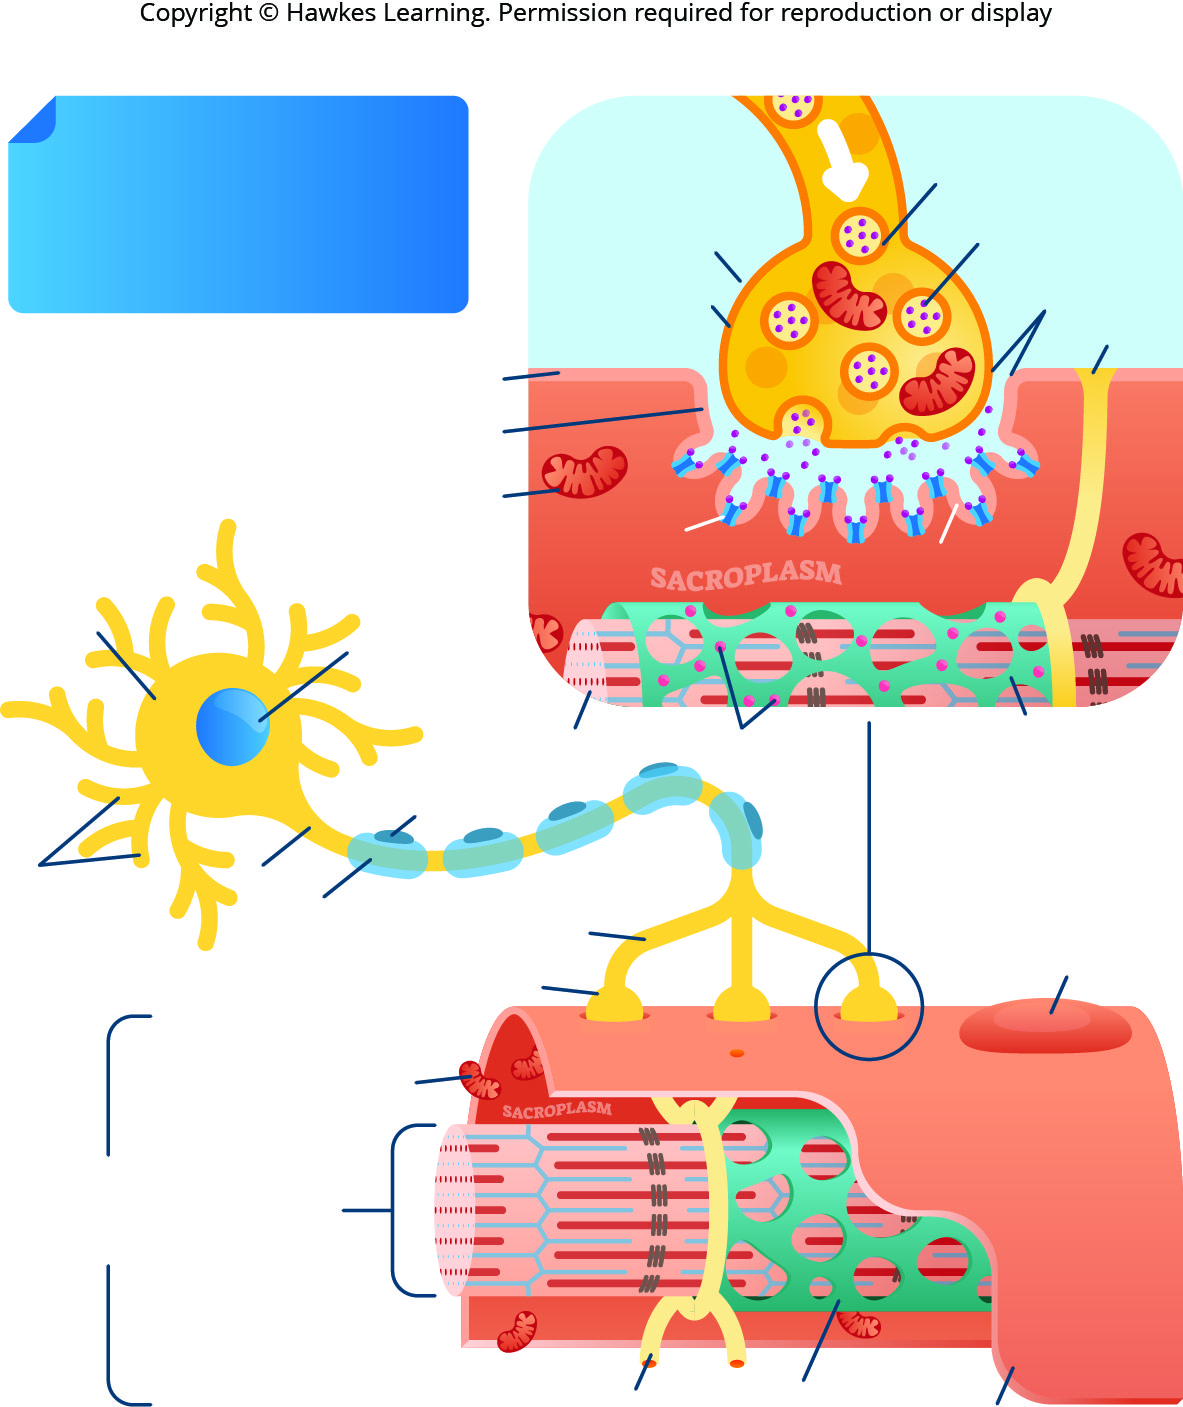 Copyright © Hawkes Learning. Permission required for reproduction or display
SACROPLASM
SACROPLASM